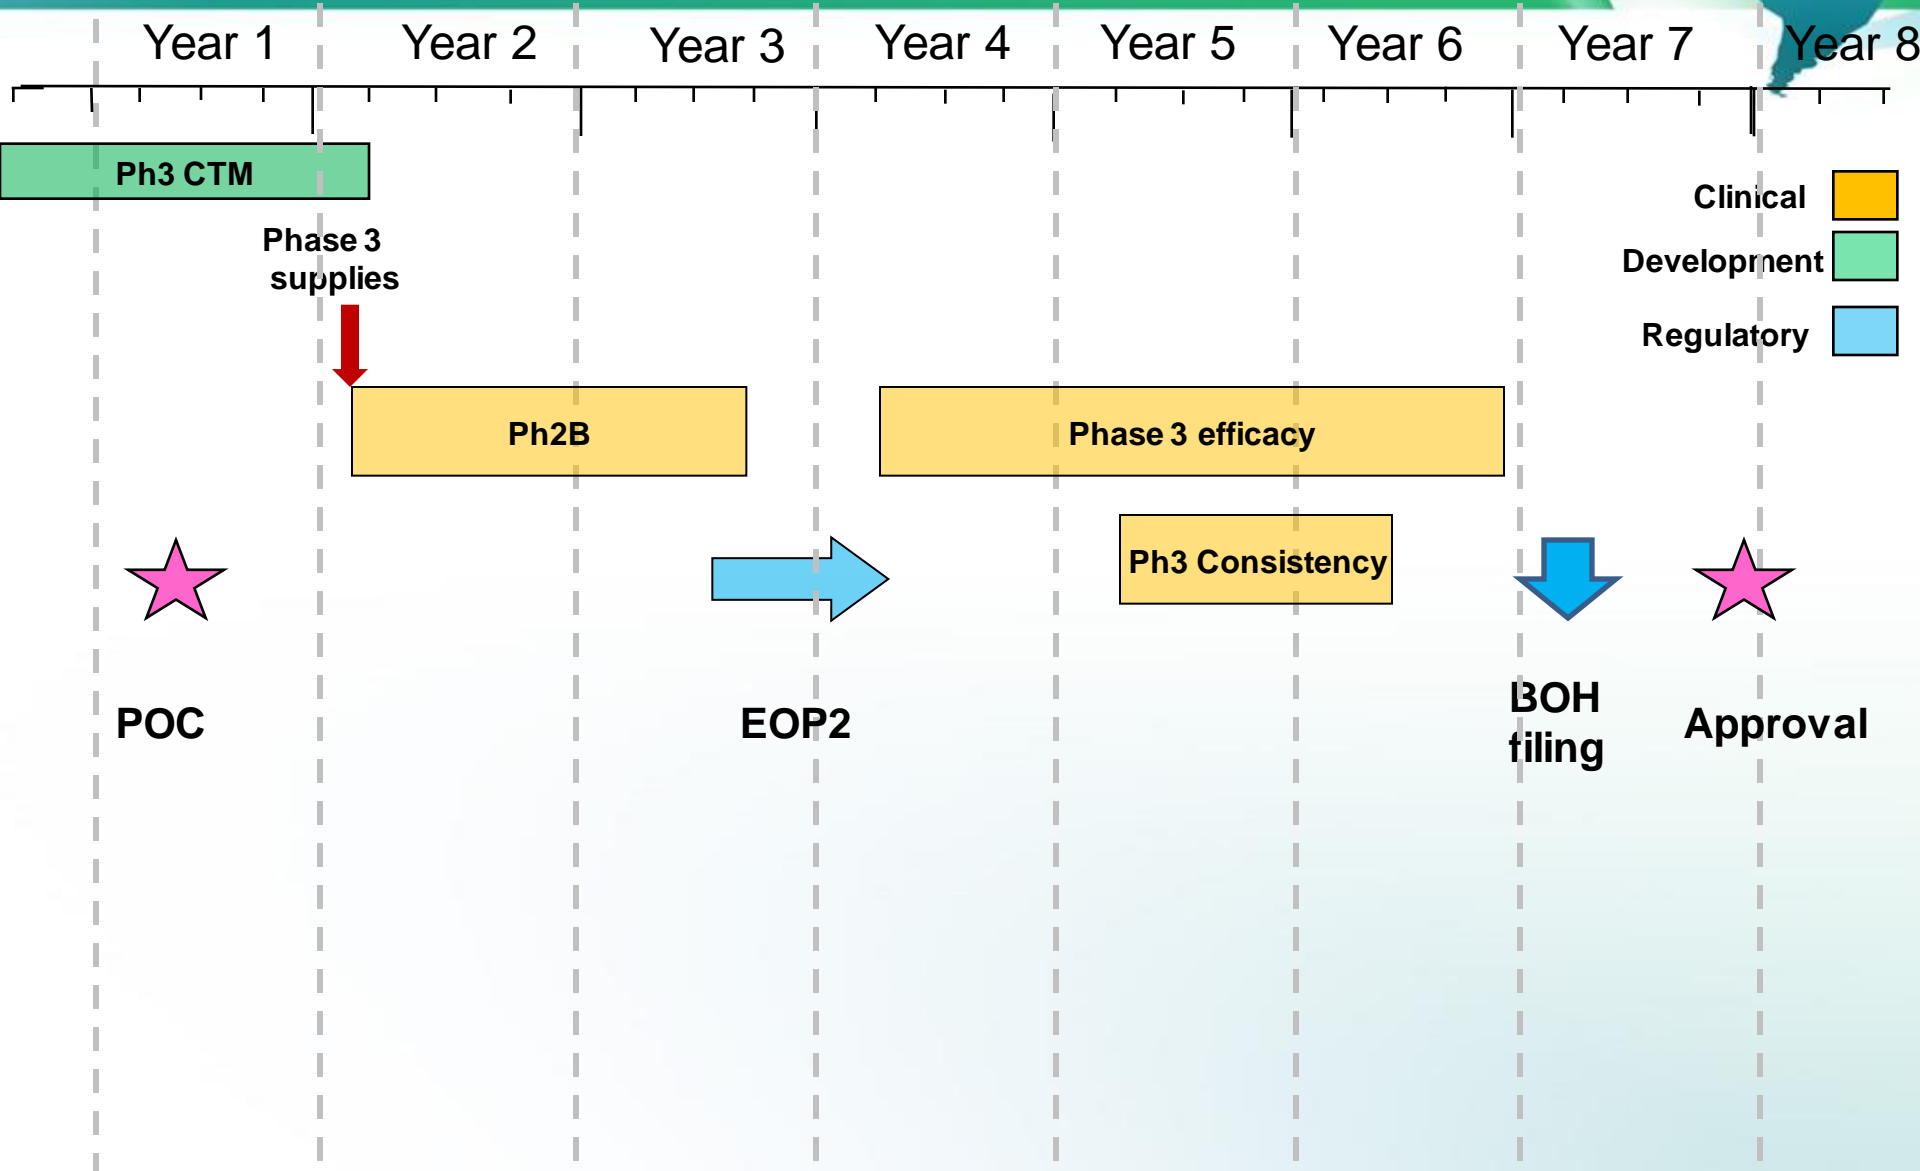 Year 1
Year 2
Year 3
Year 4
Year 5
Year 6
Year 7
Year 8
Ph3 CTM
Clinical
Phase 3
supplies
Development
Regulatory
Ph2B
Phase 3 efficacy
Ph3 Consistency
POC
EOP2
BOH
filing
Approval